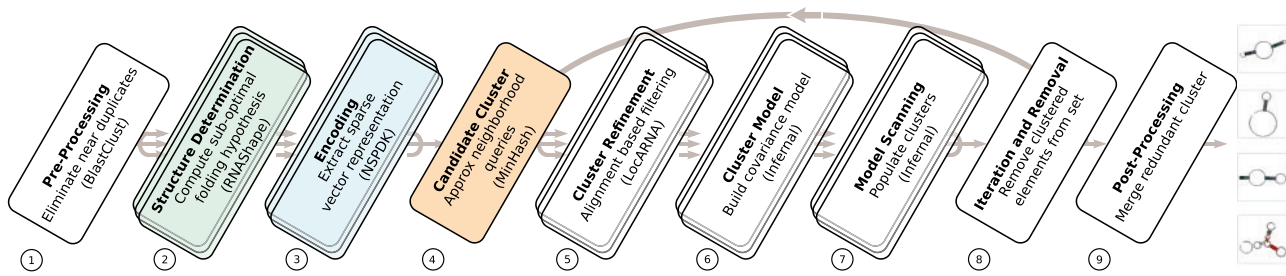 Pre-Processing
Eliminate near duplicates
(BlastClust)
Structure Determination
Compute sub-optimal
folding hypothesis
(RNAShape)
Encoding
Extract sparse
vector representation
(NSPDK)
Candidate Cluster
Approx neighborhood
queries
(MinHash)
Cluster Refinement
Alignment based filtering
(LocARNA)
Cluster Model
Build covariance model
(Infernal)
Model Scanning
Populate clusters
(Infernal)
Iteration and Removal
Remove clustered
elements from set
Post-Processing
Merge redundant cluster
1
2
3
4
5
6
7
8
9